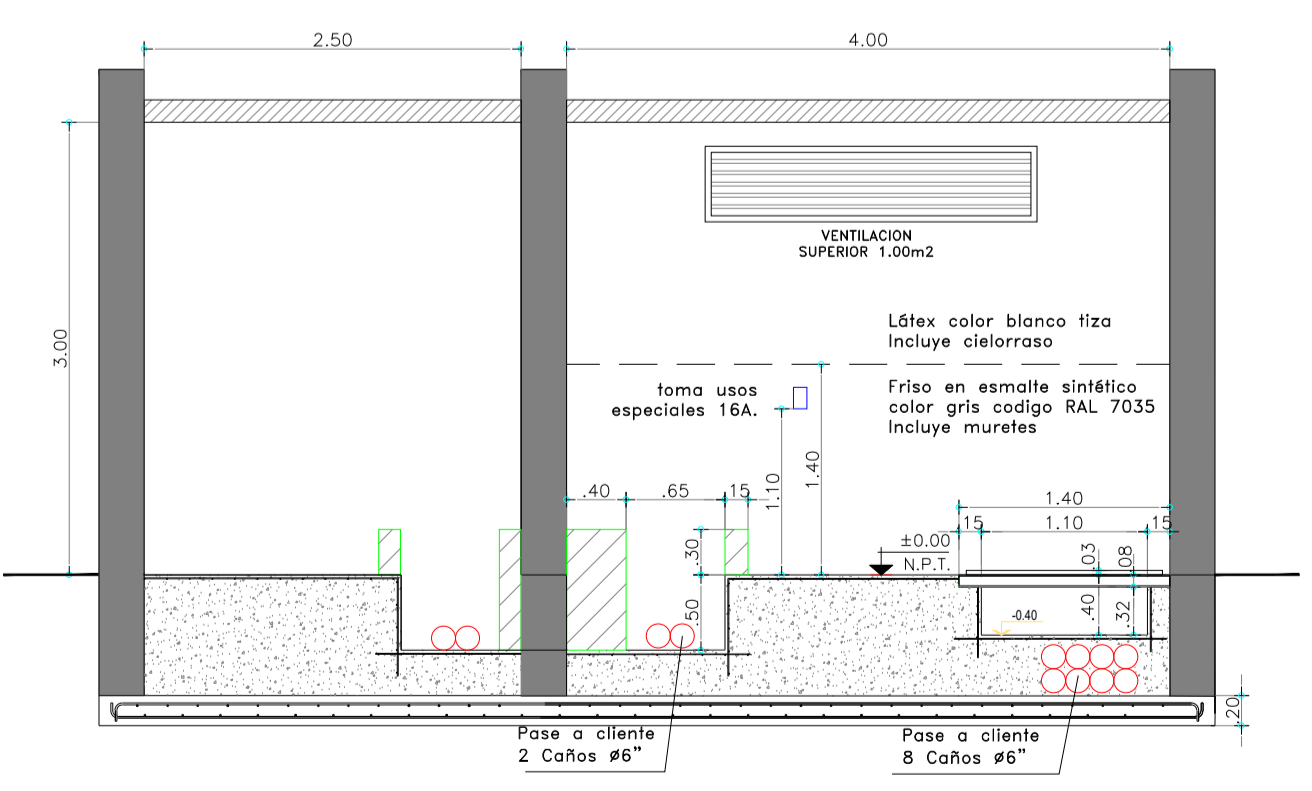 2.50
4.00
VENTILACION
SUPERIOR 1.00m2
3.00
Látex color blanco tiza
Incluye cielorraso
toma usos
especiales 16A.
Friso en esmalte sintético
color gris codigo RAL 7035
Incluye muretes
1.10
1.40
.40
.65
15
1.40
15
1.10
15
.30
±0.00
N.P.T.
.03
.08
.50
-0.40
.40
.32
.20
Pase a cliente
2 Caños ø6”
Pase a cliente
8 Caños ø6”